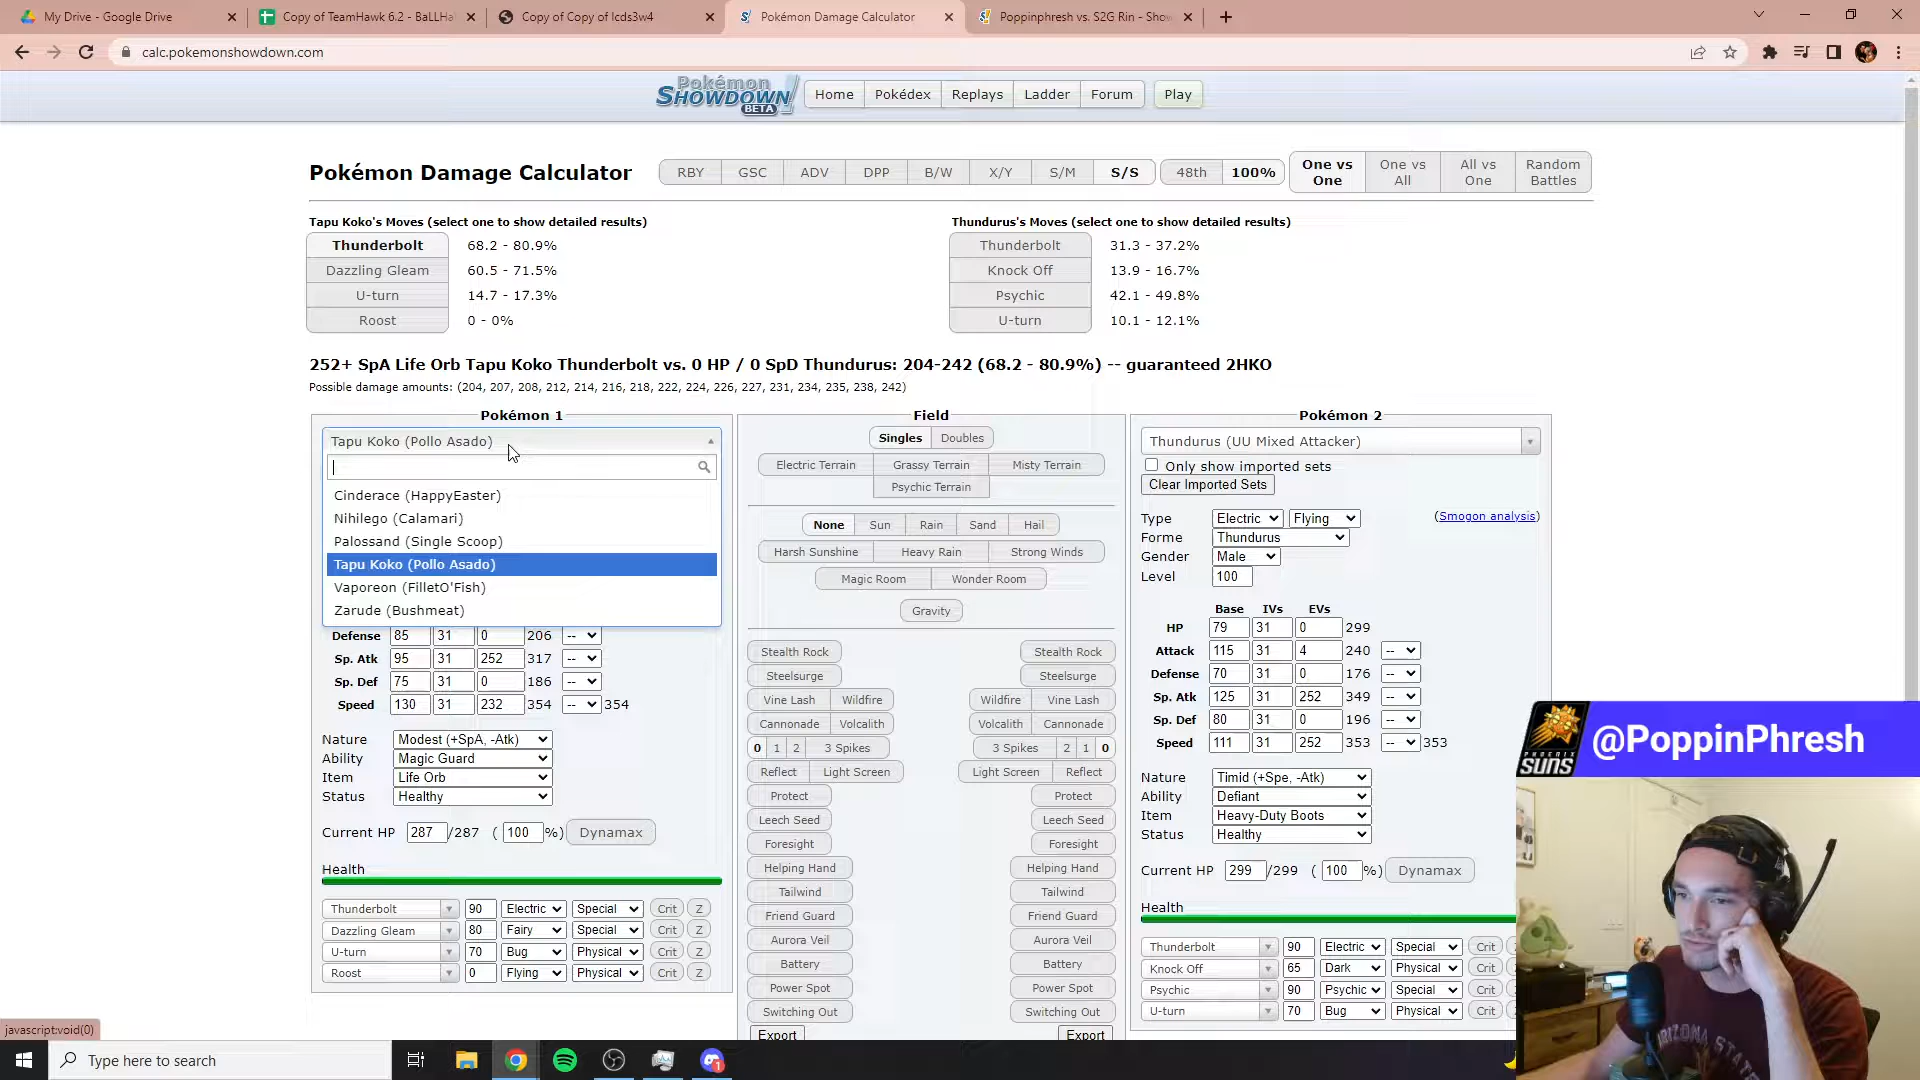 My Drive - Google Drive
Copy of TeamHawk 6.2 - BaLLHa
Copy of Copy of lcds3w4
Pokémon Damage Calculator
Poppinphresh vs. S2G Rin - Show
calc.pokemonshowdown.com
Pokémon SHOWDOWN! BETA
Home Pokédex Replays Ladder Forum Play
Pokémon Damage Calculator
RBY GSC ADV DPP B/W X/Y S/M S/S
48th 100%
One vs One
One vs All
All vs One
Random Battles
Tapu Koko's Moves (select one to show detailed results)
Thunderbolt 68.2 - 80.9%
Dazzling Gleam 60.5 - 71.5%
U-turn 14.7 - 17.3%
Roost 0 - 0%
Thundurus's Moves (select one to show detailed results)
Thunderbolt 31.3 - 37.2%
Knock Off 13.9 - 16.7%
Psychic 42.1 - 49.8%
U-turn 10.1 - 12.1%
252+ SpA Life Orb Tapu Koko Thunderbolt vs. 0 HP / 0 SpD Thundurus: 204-242 (68.2 - 80.9%) -- guaranteed 2HKO
Possible damage amounts: (204, 207, 208, 212, 214, 216, 218, 222, 224, 226, 227, 231, 234, 235, 238, 242)
Pokémon 1
Tapu Koko (Pollo Asado)
Cinderace (HappyEaster)
Nihilego (Calamari)
Palossand (Single Scoop)
Tapu Koko (Pollo Asado)
Vaporeon (FilletO'Fish)
Zarude (Bushmeat)
Defense 85 31 0 206 --
Sp. Atk 95 31 252 317 --
Sp. Def 75 31 0 186 --
Speed 130 31 232 354 -- 354
Nature Modest (+SpA, -Atk)
Ability Magic Guard
Item Life Orb
Status Healthy
Current HP 287 /287 ( 100 %) Dynamax
Health
Thunderbolt 90 Electric Special Crit Z
Dazzling Gleam 80 Fairy Special Crit Z
U-turn 70 Bug Physical Crit Z
Roost 0 Flying Physical Crit Z
Field
Singles Doubles
Electric Terrain Grassy Terrain Misty Terrain
Psychic Terrain
None Sun Rain Sand Hail
Harsh Sunshine Heavy Rain Strong Winds
Magic Room Wonder Room
Gravity
Stealth Rock Stealth Rock
Steelsurge Steelsurge
Vine Lash Wildfire Wildfire Vine Lash
Cannonade Volcalith Volcalith Cannonade
0 1 2 3 Spikes 3 Spikes 2 1 0
Reflect Light Screen Light Screen Reflect
Protect Protect
Leech Seed Leech Seed
Foresight Foresight
Helping Hand Helping Hand
Tailwind Tailwind
Friend Guard Friend Guard
Aurora Veil Aurora Veil
Battery Battery
Power Spot Power Spot
Switching Out Switching Out
Export Export
Pokémon 2
Thundurus (UU Mixed Attacker)
Only show imported sets
Clear Imported Sets
Type Electric Flying (Smogon analysis)
Forme Thundurus
Gender Male
Level 100
Base IVs EVs
HP 79 31 0 299
Attack 115 31 4 240 --
Defense 70 31 0 176 --
Sp. Atk 125 31 252 349 --
Sp. Def 80 31 0 196 --
Speed 111 31 252 353 -- 353
Nature Timid (+Spe, -Atk)
Ability Defiant
Item Heavy-Duty Boots
Status Healthy
Current HP 299 /299 ( 100 %) Dynamax
Health
Thunderbolt 90 Electric Special Crit
Knock Off 65 Dark Physical Crit
Psychic 90 Psychic Special Crit
U-turn 70 Bug Physical Crit
PHOENIX SUNS
@PoppinPhresh
ARIZONA STATE
javascript:void(0)
Type here to search